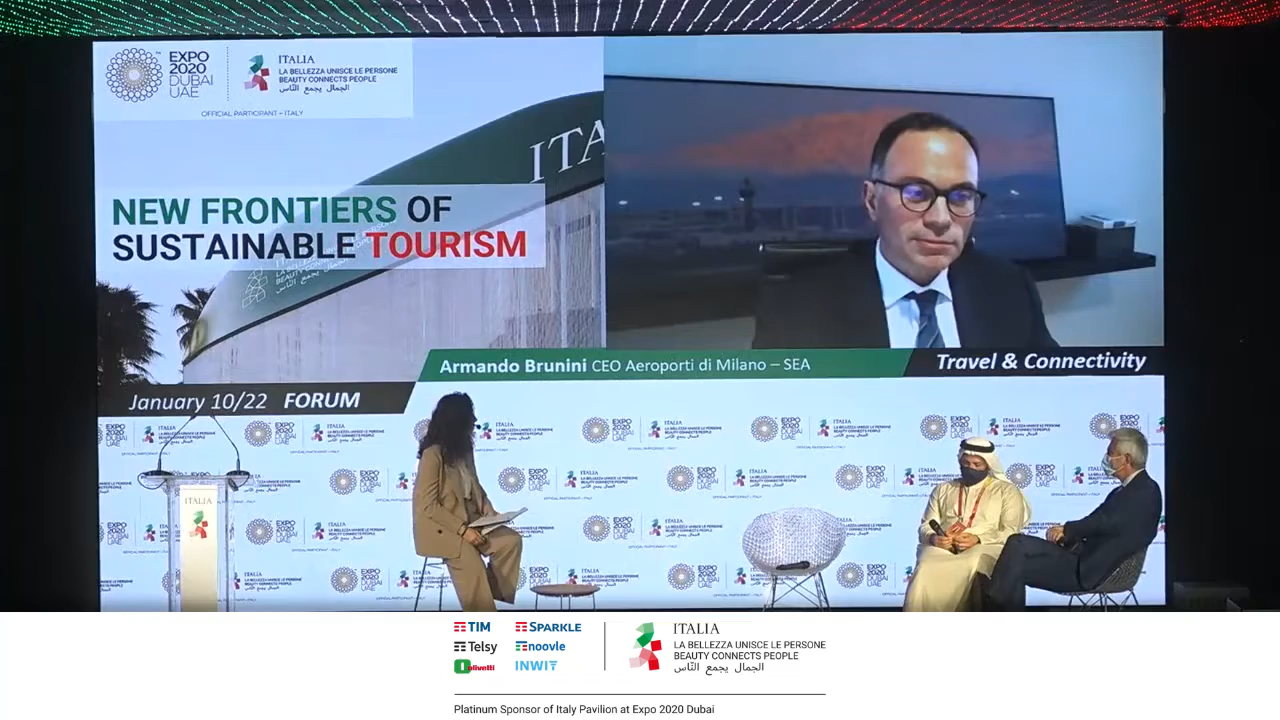 EXPO
2020
DUBAI
UAE
ITALIA
LA BELLEZZA UNISCE LE PERSONE
BEAUTY CONNECTS PEOPLE
الجمال يجمع النّاس
OFFICIAL PARTICIPANT – ITALY
ITA
NEW FRONTIERS OF
SUSTAINABLE TOURISM
Armando Brunini CEO Aeroporti di Milano – SEA
Travel & Connectivity
January 10/22 FORUM
ITALIA
TIM
SPARKLE
Telsy
noovle
olivetti
INWIT
ITALIA
LA BELLEZZA UNISCE LE PERSONE
BEAUTY CONNECTS PEOPLE
الجمال يجمع النّاس
Platinum Sponsor of Italy Pavilion at Expo 2020 Dubai